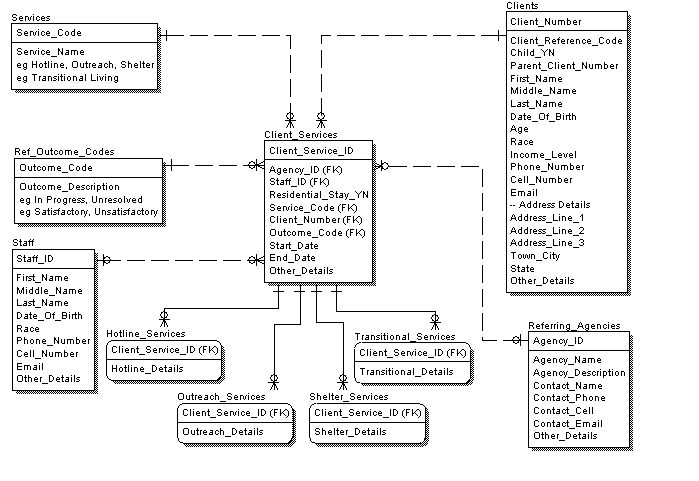 Services
Service_Code
Service_Name
eg Hotline, Outreach, Shelter
eg Transitional Living
Clients
Client_Number
Client_Reference_Code
Child_YN
Parent_Client_Number
First_Name
Middle_Name
Last_Name
Date_Of_Birth
Age
Race
Income_Level
Phone_Number
Cell_Number
Email
-- Address Details
Address_Line_1
Address_Line_2
Address_Line_3
Town_City
State
Other_Details
Client_Services
Client_Service_ID
Agency_ID (FK)
Staff_ID (FK)
Residential_Stay_YN
Service_Code (FK)
Client_Number (FK)
Outcome_Code (FK)
Start_Date
End_Date
Other_Details
Ref_Outcome_Codes
Outcome_Code
Outcome_Description
eg In Progress, Unresolved
eg Satisfactory, Unsatisfactory
Staff
Staff_ID
First_Name
Middle_Name
Last_Name
Date_Of_Birth
Race
Phone_Number
Cell_Number
Email
Other_Details
Hotline_Services
Client_Service_ID (FK)
Hotline_Details
Transitional_Services
Client_Service_ID (FK)
Transitional_Details
Referring_Agencies
Agency_ID
Agency_Name
Agency_Description
Contact_Name
Contact_Phone
Contact_Cell
Contact_Email
Other_Details
Outreach_Services
Client_Service_ID (FK)
Outreach_Details
Shelter_Services
Client_Service_ID (FK)
Shelter_Details